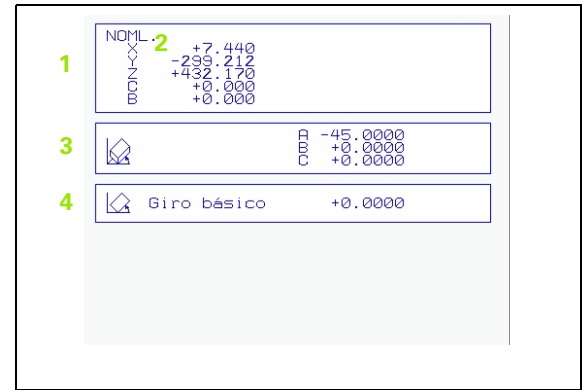 NOML.
2
X +7.440
1
Y -299.212
Z +432.170
C +0.000
B +0.000
3
A -45.0000
B +0.0000
C +0.0000
4
Giro básico +0.0000